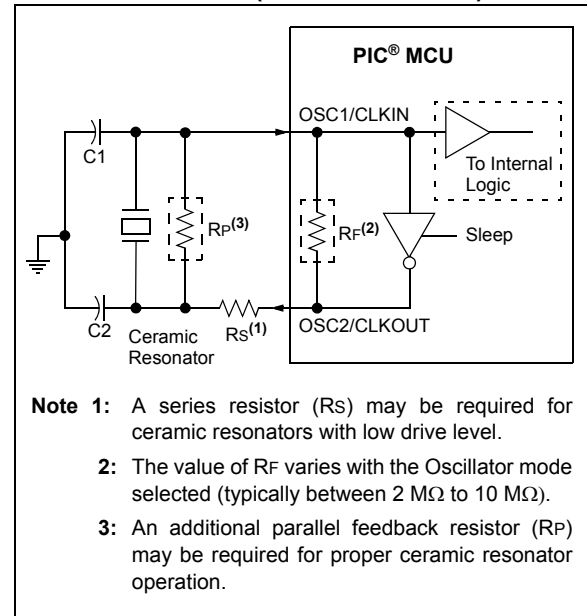 PIC® MCU
OSC1/CLKIN
C1
To Internal
Logic
RP(3)
RF(2)
Sleep
C2
Ceramic
Resonator
RS(1)
OSC2/CLKOUT
Note 1: A series resistor (RS) may be required for
ceramic resonators with low drive level.
2: The value of RF varies with the Oscillator mode
selected (typically between 2 MΩ to 10 MΩ).
3: An additional parallel feedback resistor (RP)
may be required for proper ceramic resonator
operation.